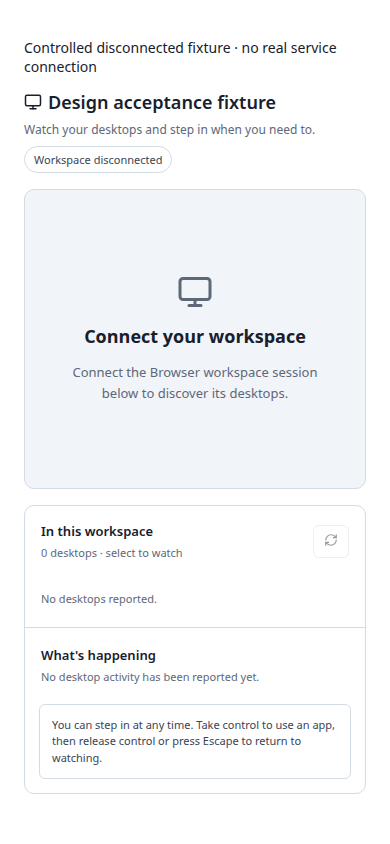 Controlled disconnected fixture · no real service
connection
Design acceptance fixture
Watch your desktops and step in when you need to.
Workspace disconnected
Connect your workspace
Connect the Browser workspace session
below to discover its desktops.
In this workspace
0 desktops · select to watch
No desktops reported.
What's happening
No desktop activity has been reported yet.
You can step in at any time. Take control to use an app,
then release control or press Escape to return to
watching.